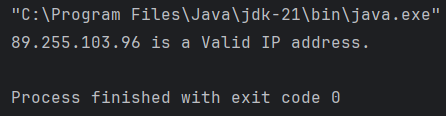 "C:\Program Files\Java\jdk-21\bin\java.exe"
89.255.103.96 is a Valid IP address.
Process finished with exit code 0